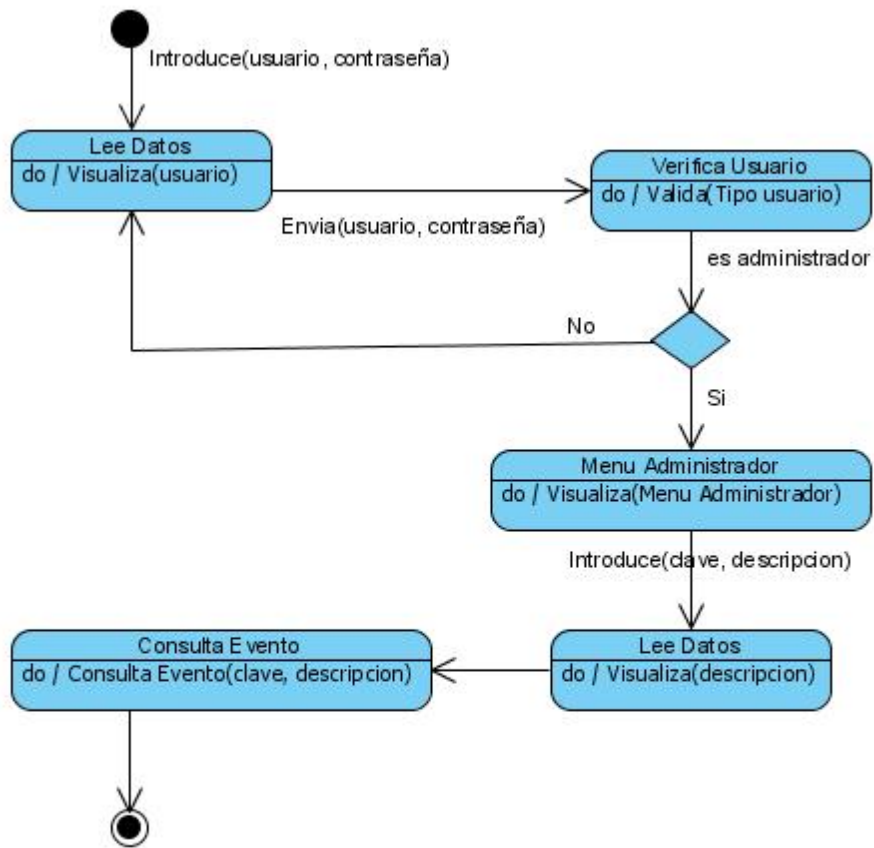 Introduce(usuario, contraseña)
Lee Datos
do / Visualiza(usuario)
Envia(usuario, contraseña)
Verifica Usuario
do / Valida(Tipo usuario)
es administrador
No
Si
Menu Administrador
do / Visualiza(Menu Administrador)
Introduce(clave, descripcion)
Lee Datos
do / Visualiza(descripcion)
Consulta Evento
do / Consulta Evento(clave, descripcion)